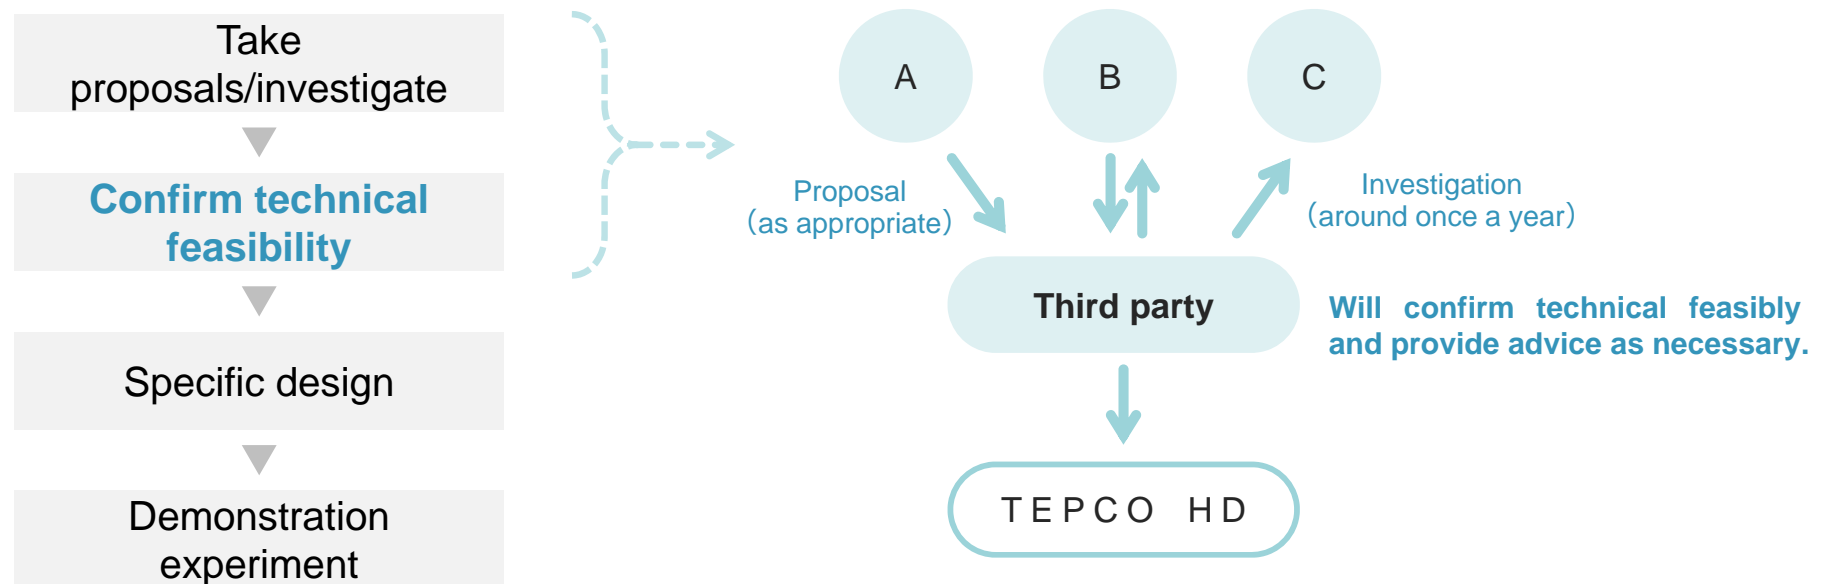 Take
proposals/investigate
Confirm technical
feasibility
Specific design
Demonstration
experiment
A
B
C
Proposal
（as appropriate）
Investigation
（around once a year）
Third party
Will confirm technical feasibly
and provide advice as necessary.
TEPCO HD